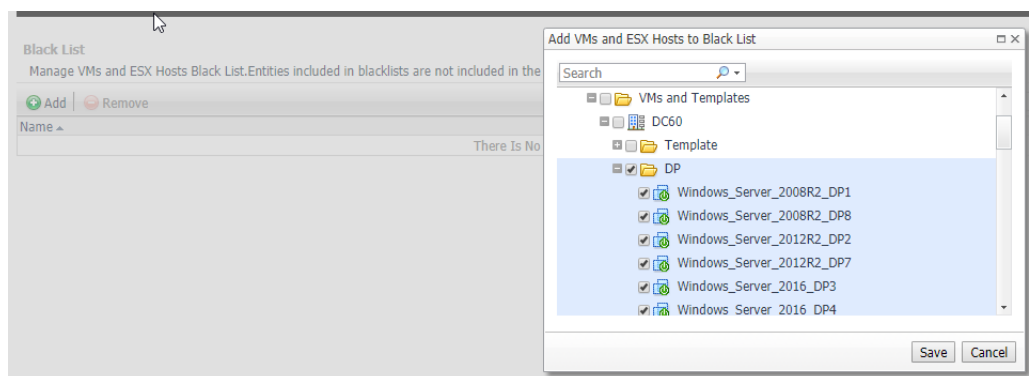 Black List
Manage VMs and ESX Hosts Black List.Entities included in blacklists are not included in the
Add Remove
Name
There Is No
Add VMs and ESX Hosts to Black List
Search
VMs and Templates
DC60
Template
DP
Windows_Server_2008R2_DP1
Windows_Server_2008R2_DP8
Windows_Server_2012R2_DP2
Windows_Server_2012R2_DP7
Windows_Server_2016_DP3
Windows_Server_2016_DP4
Save Cancel